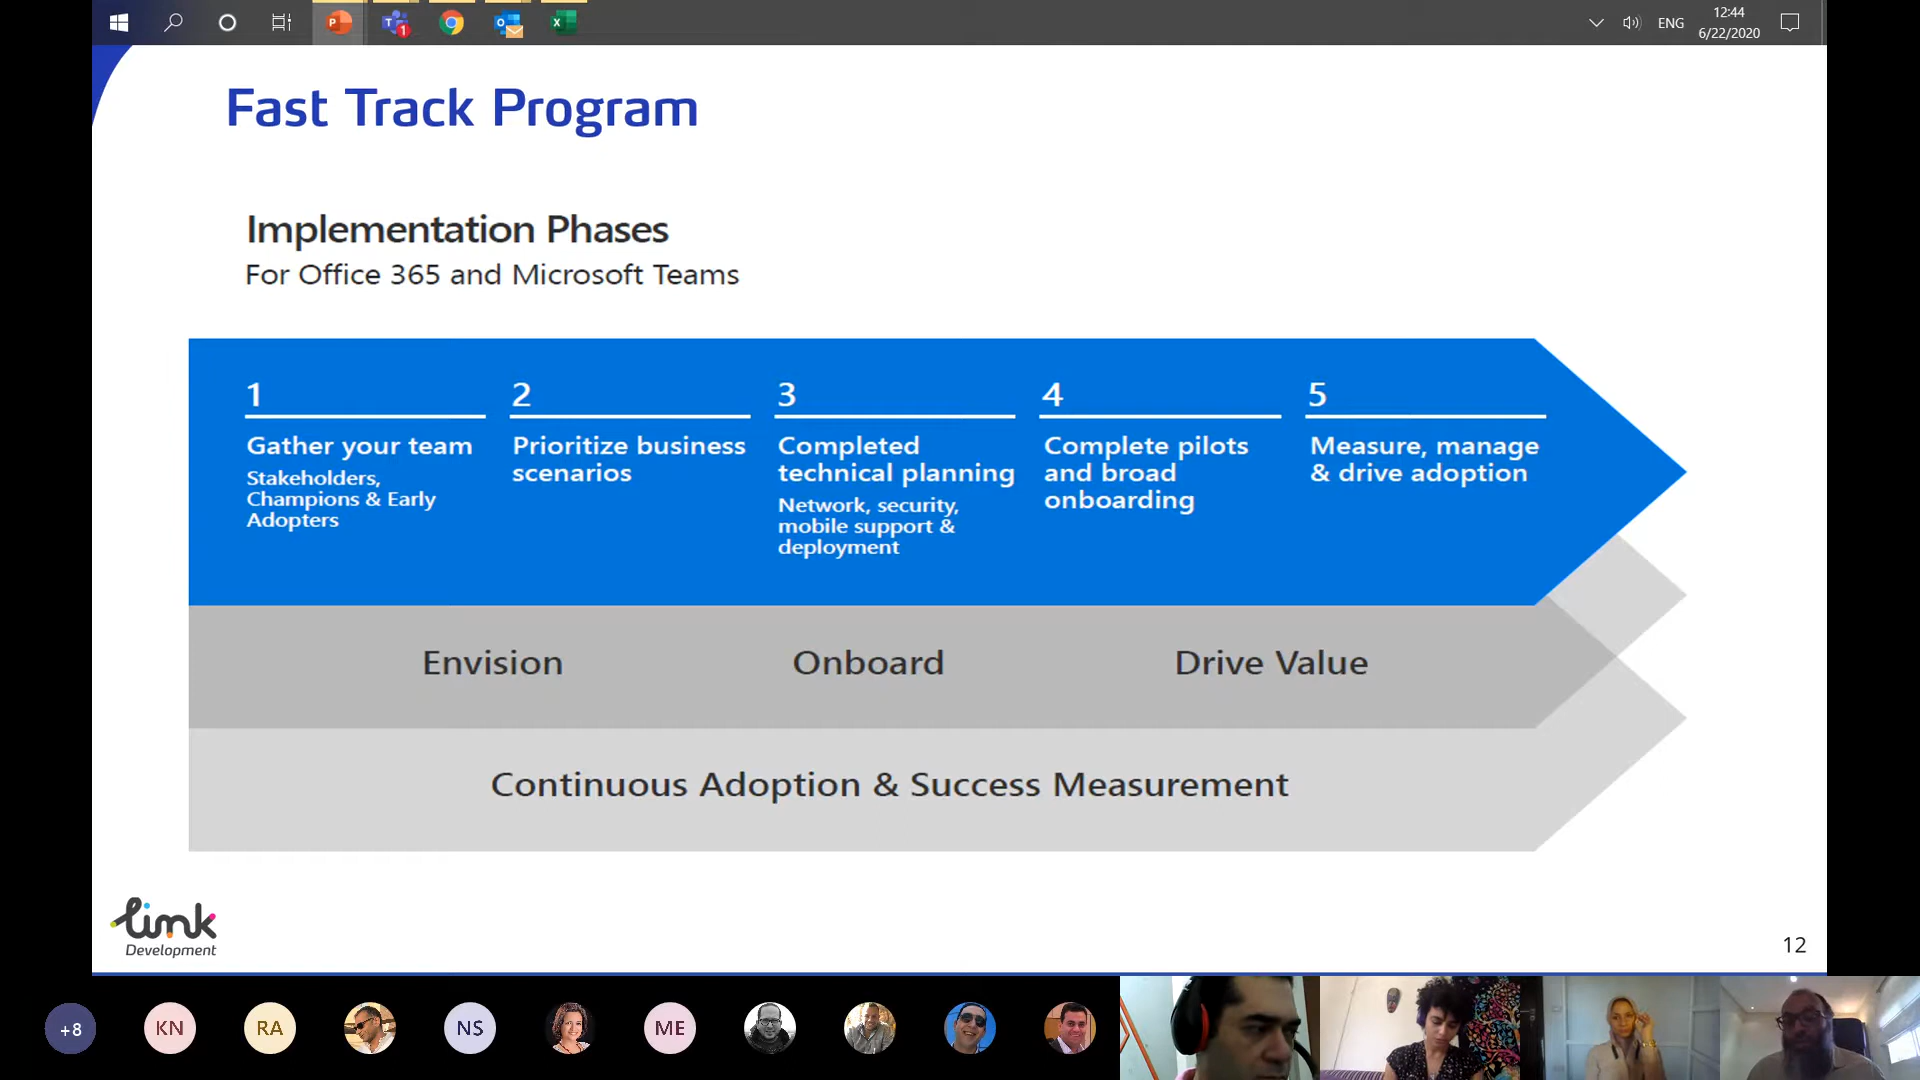 ENG
12:44
6/22/2020
Fast Track Program
Implementation Phases
For Office 365 and Microsoft Teams
1
Gather your team
Stakeholders,
Champions & Early
Adopters
2
Prioritize business
scenarios
3
Completed
technical planning
Network, security,
mobile support &
deployment
4
Complete pilots
and broad
onboarding
5
Measure, manage
& drive adoption
Envision
Onboard
Drive Value
Continuous Adoption & Success Measurement
link
Development
12
+8
KN
RA
NS
ME